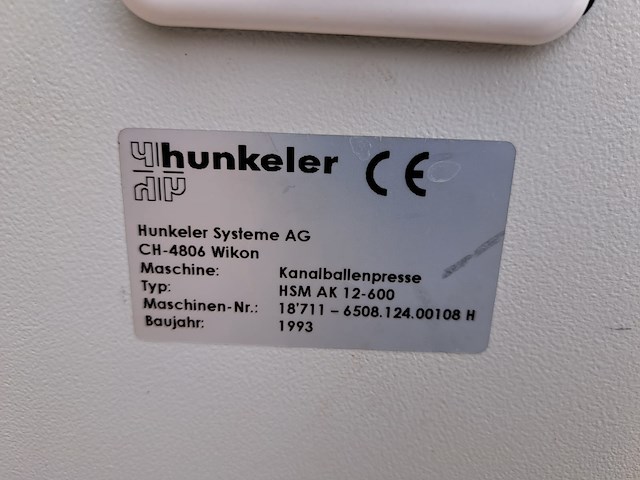 hunkeler CE
Hunkeler Systeme AG
CH-4806 Wikon
Maschine: Kanalballenpresse
Typ: HSM AK 12-600
Maschinen-Nr.: 18'711 – 6508.124.00108 H
Baujahr: 1993